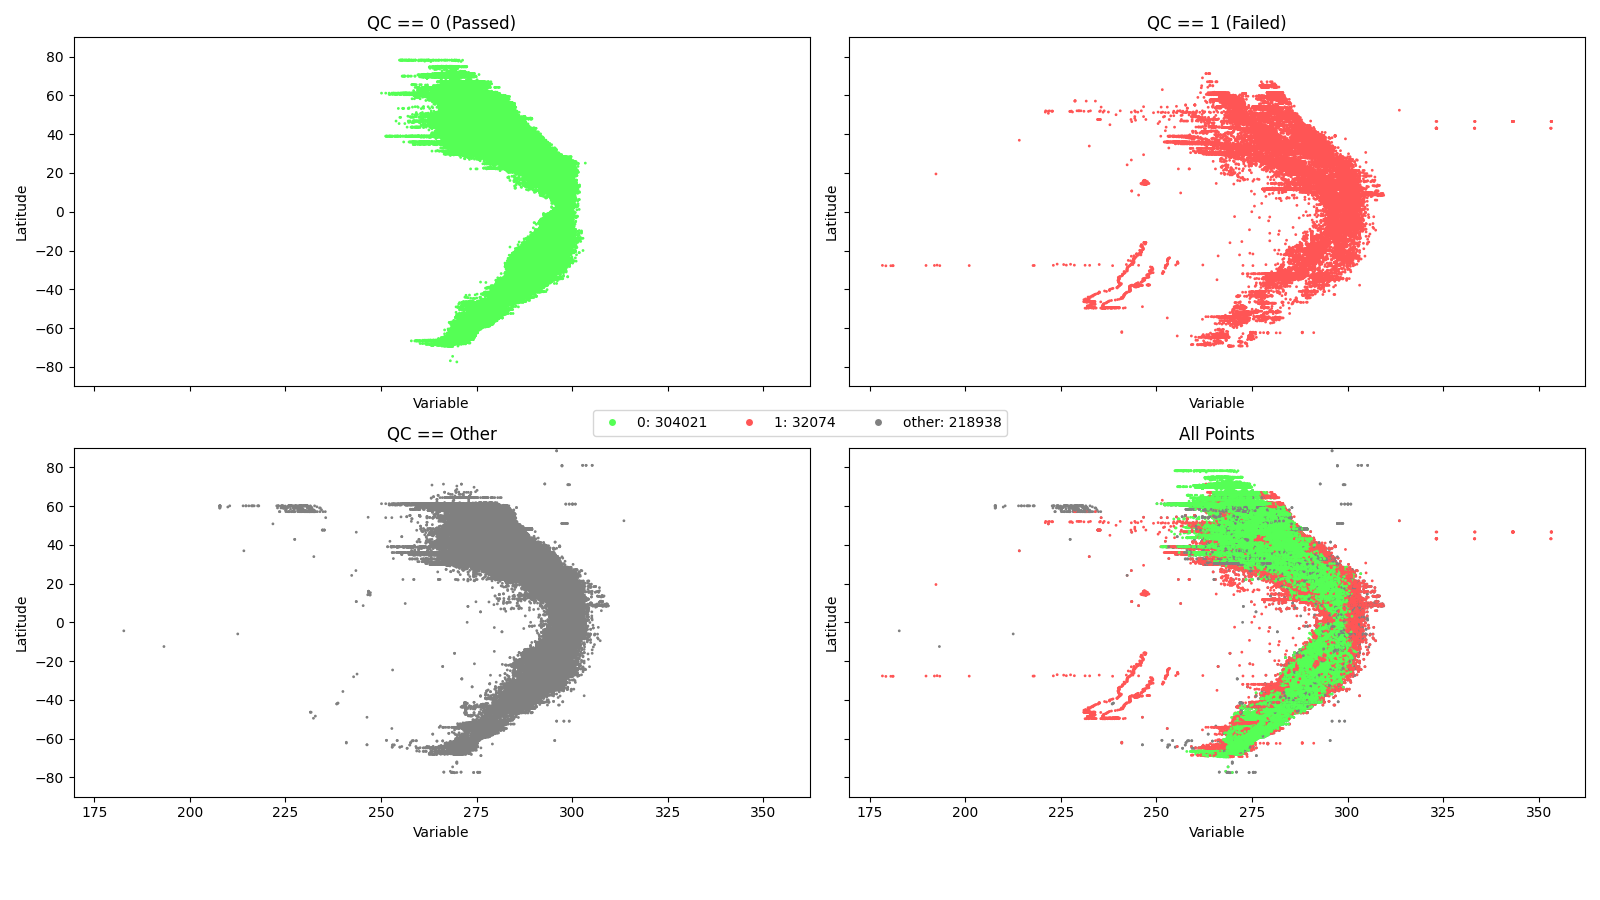 QC == 0 (Passed)
QC == 1 (Failed)
80
60
40
20
0
−20
−40
−60
−80
Latitude
Latitude
Variable
Variable
0: 304021
1: 32074
other: 218938
QC == Other
All Points
80
60
40
20
0
−20
−40
−60
−80
Latitude
Latitude
175 200 225 250 275 300 325 350
175 200 225 250 275 300 325 350
Variable
Variable